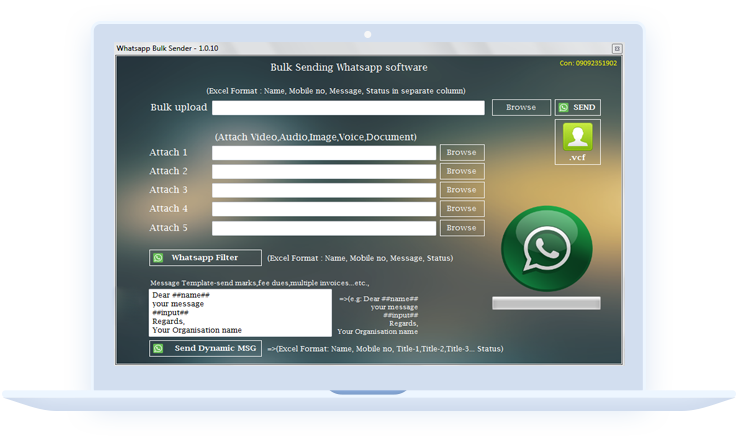 Whatsapp Bulk Sender - 1.0.10
Bulk Sending Whatsapp software
Con: 09092351902
(Excel Format : Name, Mobile no, Message, Status in separate column)
Bulk upload Browse SEND
.vcf
(Attach Video,Audio,Image,Voice,Document)
Attach 1 Browse
Attach 2 Browse
Attach 3 Browse
Attach 4 Browse
Attach 5 Browse
Whatsapp Filter (Excel Format : Name, Mobile no, Message, Status)
Message Template-send marks,fee dues,multiple invoices...etc.,
Dear ##name##
your message
##input##
Regards,
Your Organisation name
=>(e.g: Dear ##name##
your message
##input##
Regards,
Your Organisation name
Send Dynamic MSG =>(Excel Format: Name, Mobile no, Title-1,Title-2,Title-3... Status)